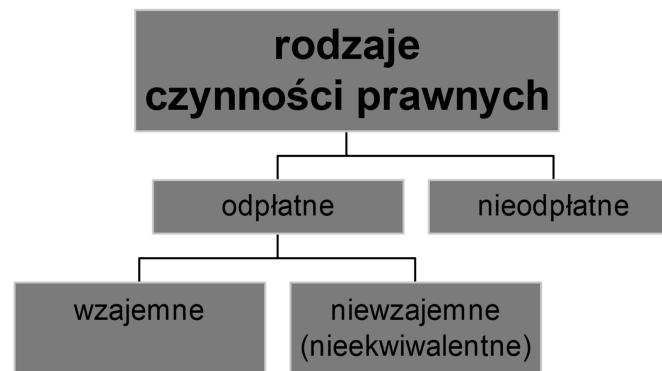 rodzaje
czynności prawnych
odpłatne
nieodpłatne
wzajemne
niewzajemne
(nieekwiwalentne)